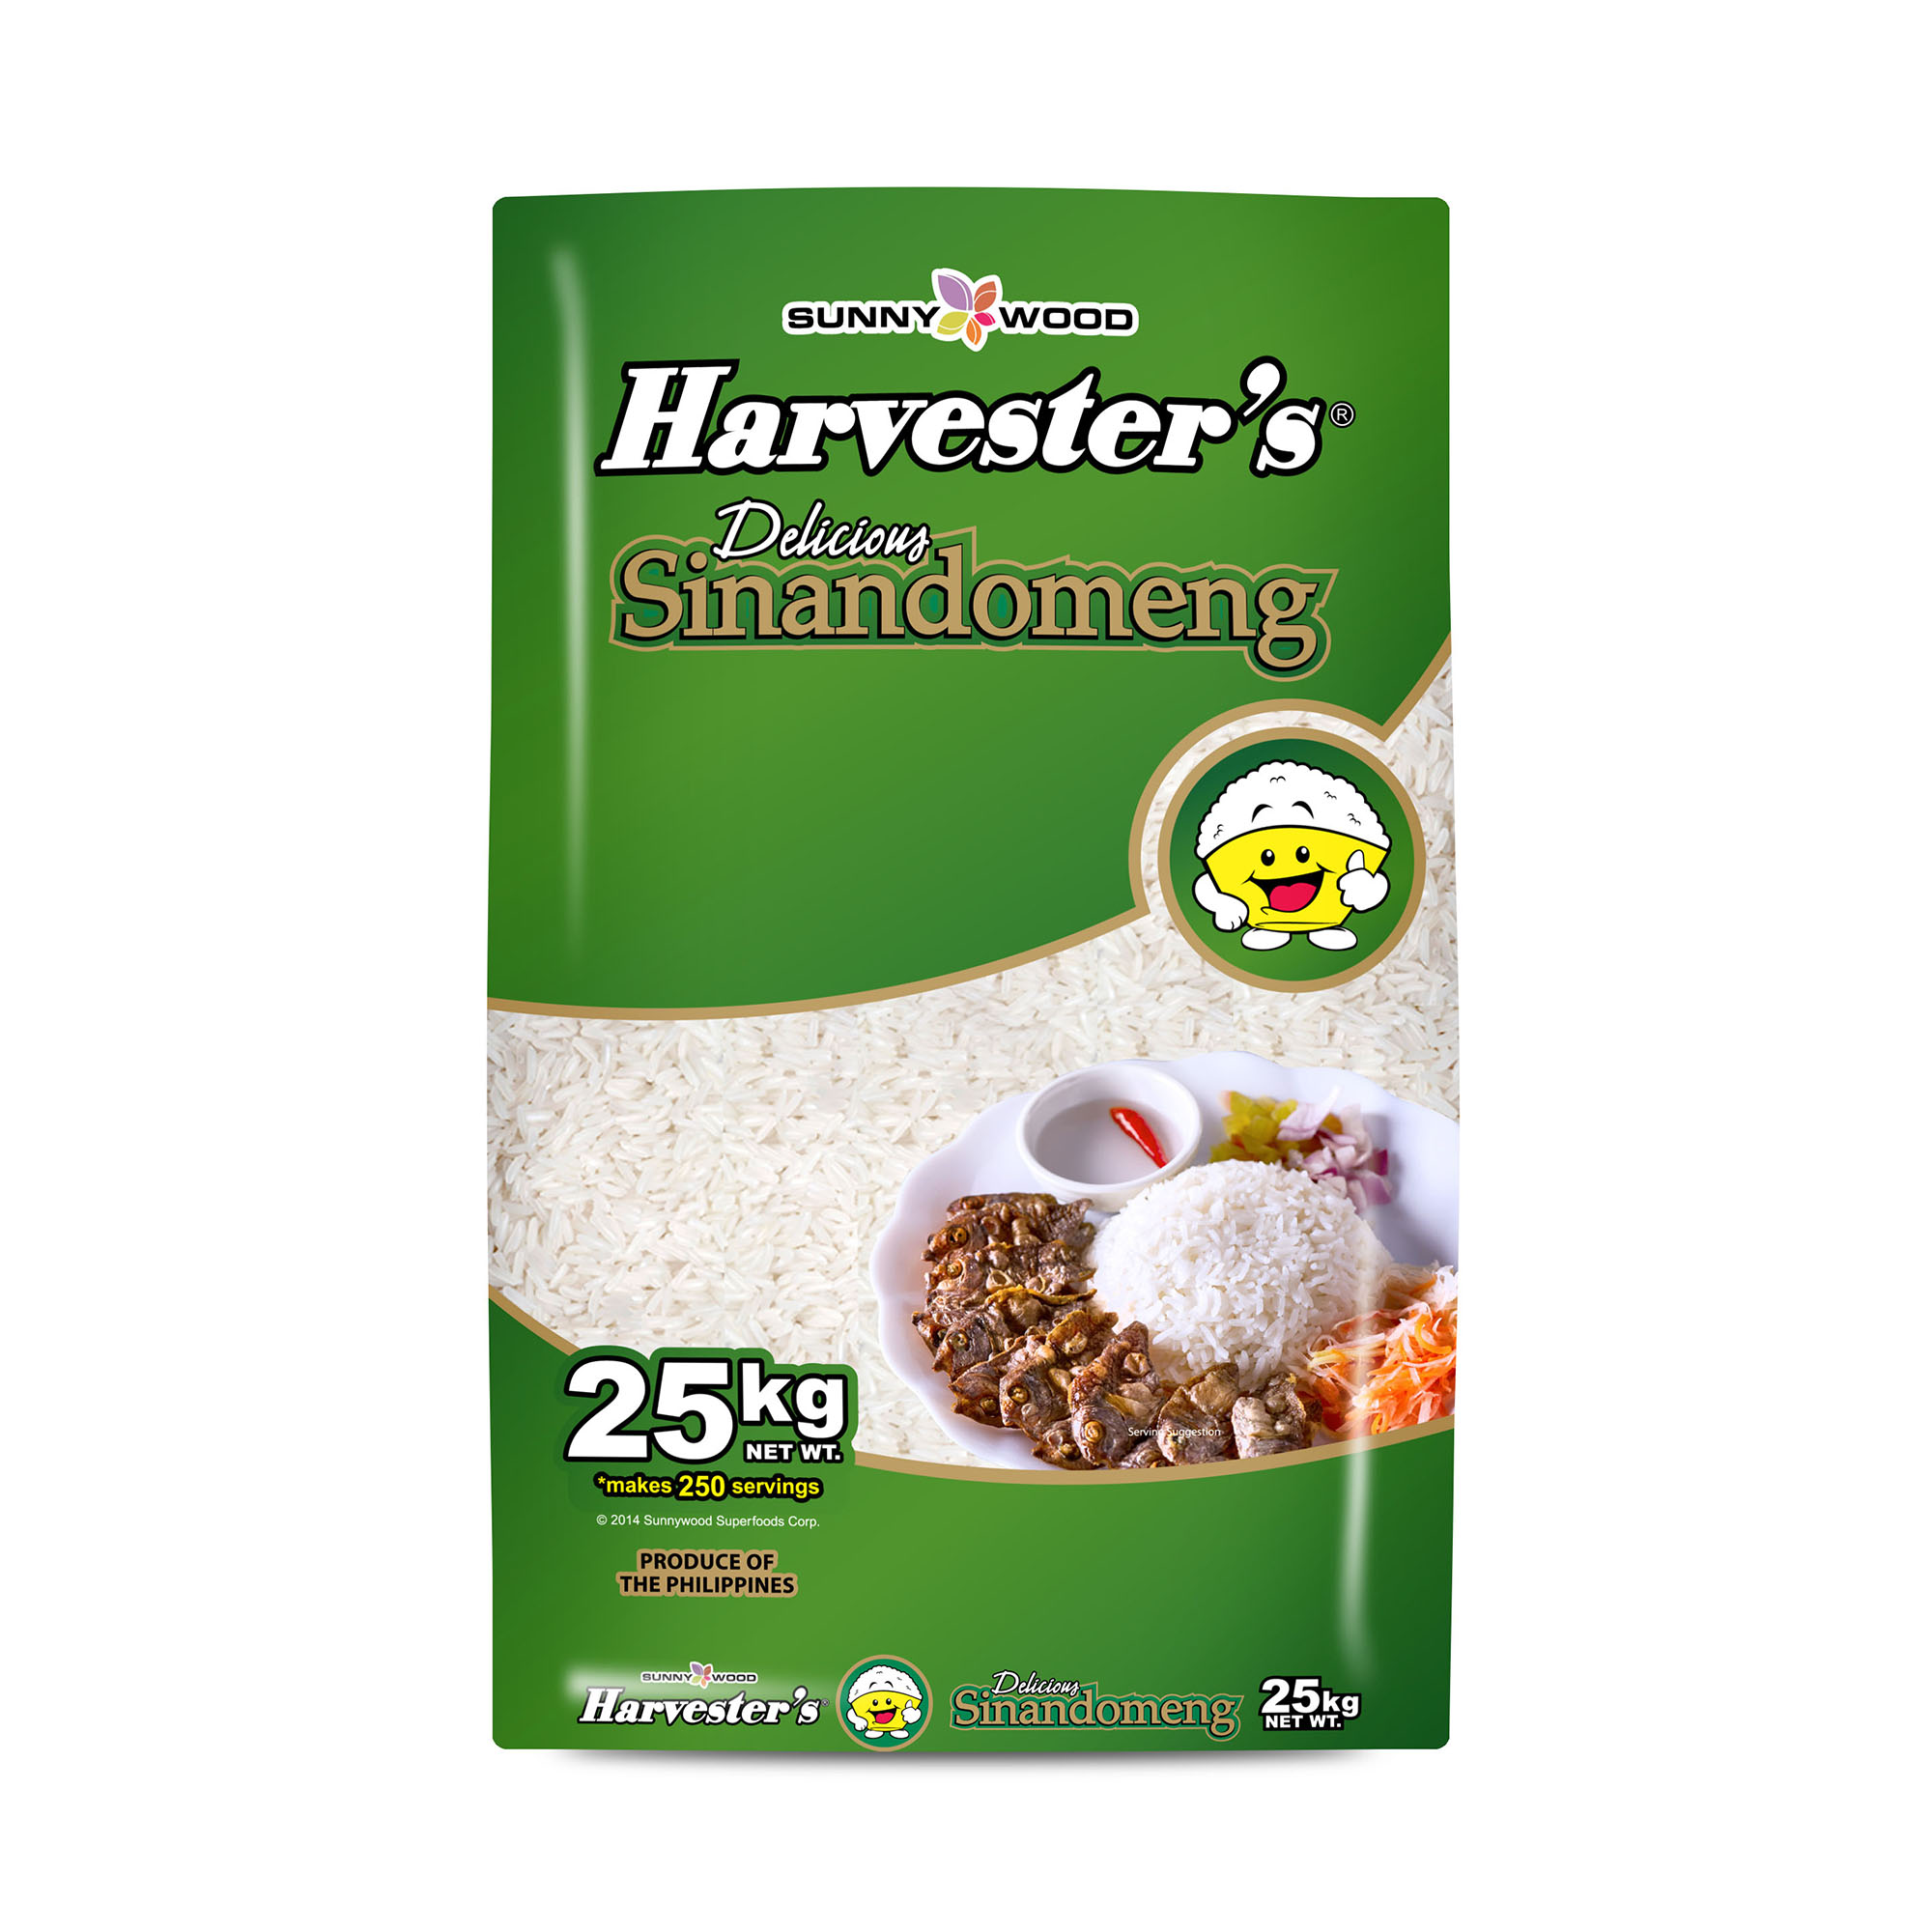 SUNNY WOOD
Harvester's®
Delicious
Sinandomeng
25kg
NET WT.
*makes 250 servings
© 2014 Sunnywood Superfoods Corp.
PRODUCE OF
THE PHILIPPINES
Serving Suggestion
SUNNY WOOD
Harvester's®
Delicious
Sinandomeng
25kg
NET WT.